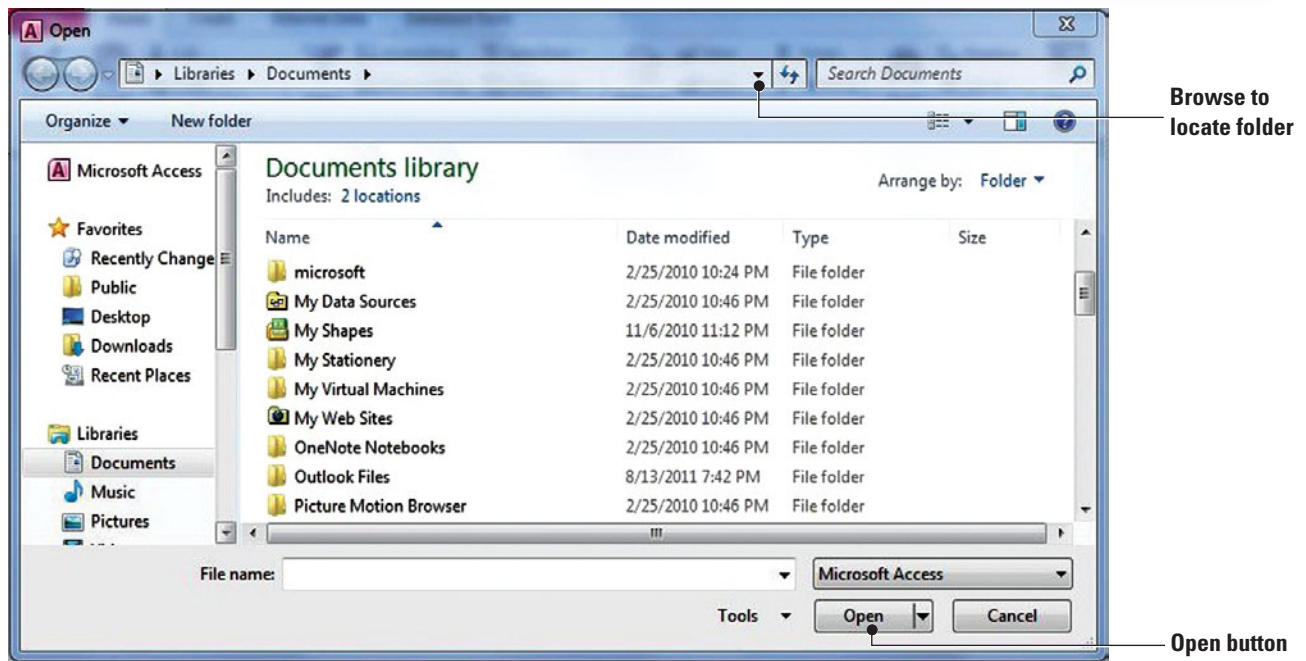 Open
Libraries Documents
Search Documents
Browse to
locate folder
Organize
New folder
Microsoft Access
Favorites
Recently Change
Public
Desktop
Downloads
Recent Places
Libraries
Documents
Music
Pictures
Documents library
Includes: 2 locations
Arrange by: Folder
Name Date modified Type Size
microsoft 2/25/2010 10:24 PM File folder
My Data Sources 2/25/2010 10:46 PM File folder
My Shapes 11/6/2010 11:12 PM File folder
My Stationery 2/25/2010 10:46 PM File folder
My Virtual Machines 2/25/2010 10:46 PM File folder
My Web Sites 2/25/2010 10:46 PM File folder
OneNote Notebooks 2/25/2010 10:46 PM File folder
Outlook Files 8/13/2011 7:42 PM File folder
Picture Motion Browser 2/25/2010 10:46 PM File folder
File name:
Microsoft Access
Tools
Open
Cancel
Open button